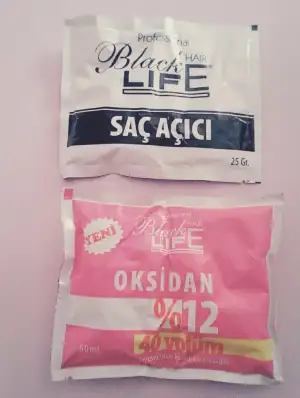 Professional
Black HAIR
LIFE
SAÇ AÇICI
25 Gr.
YENİ
Black
LIFE
OKSİDAN
%12
40 volüm
60 ml